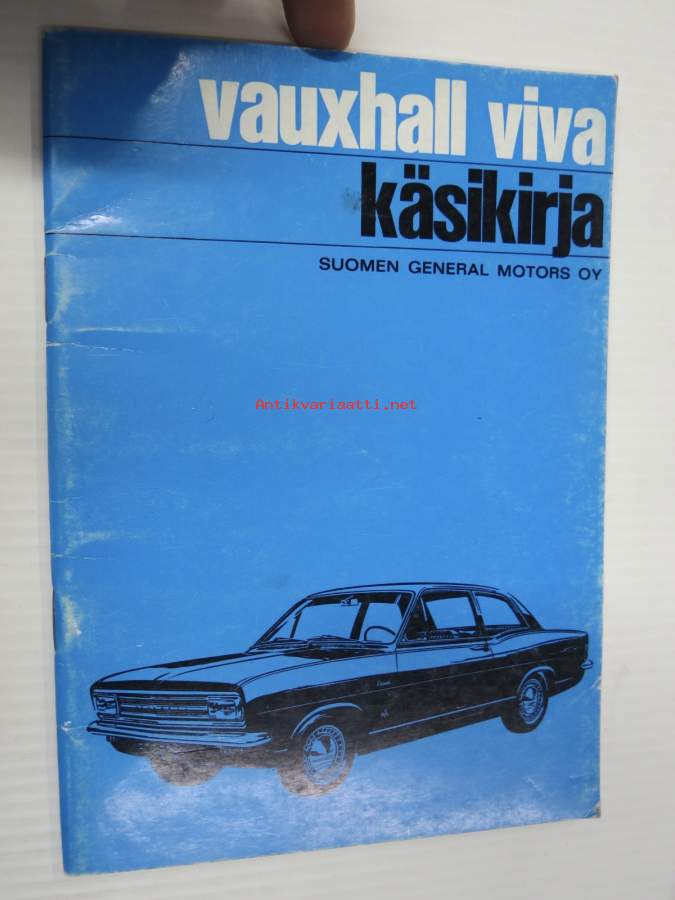 vauxhall viva
käsikirja
SUOMEN GENERAL MOTORS OY
Antikvariaatti.net